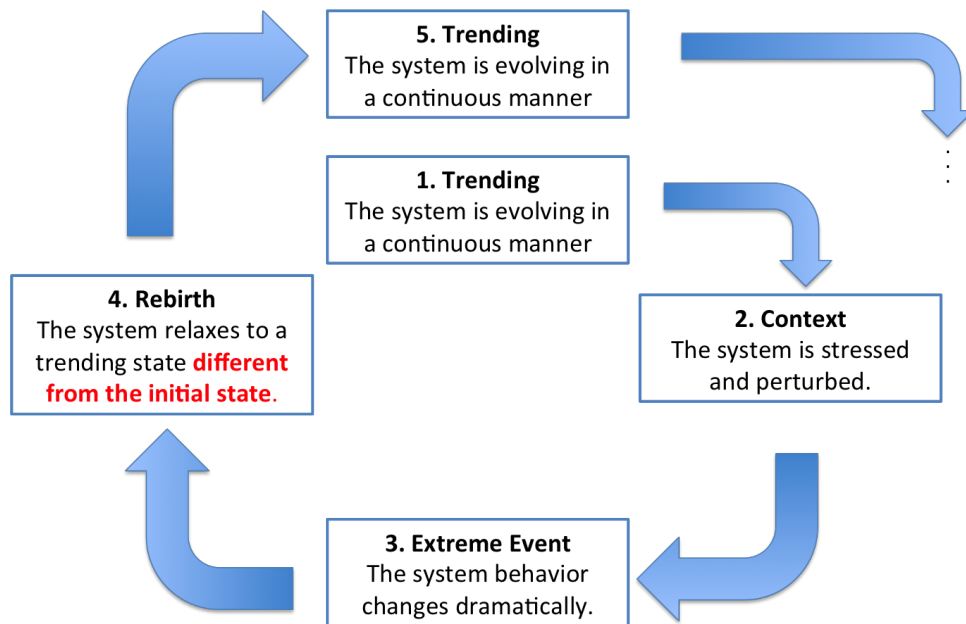 5. Trending
The system is evolving in
a continuous manner
1. Trending
The system is evolving in
a continuous manner
2. Context
The system is stressed
and perturbed.
3. Extreme Event
The system behavior
changes dramatically.
4. Rebirth
The system relaxes to a
trending state different
from the initial state.